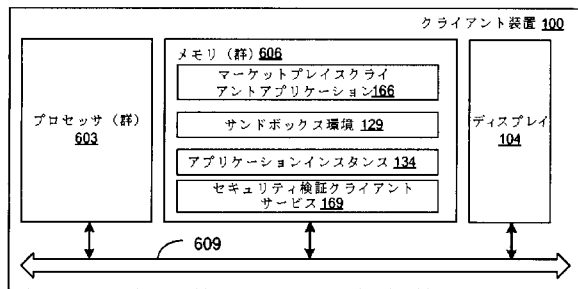 クライアント装置 100
プロセッサ(群)
603
メモリ(群)606
マーケットプレイスクライ
アントアプリケーション166
サンドボックス環境 129
アプリケーションインスタンス 134
セキュリティ検証クライアント
サービス 169
ディスプレイ
104
609